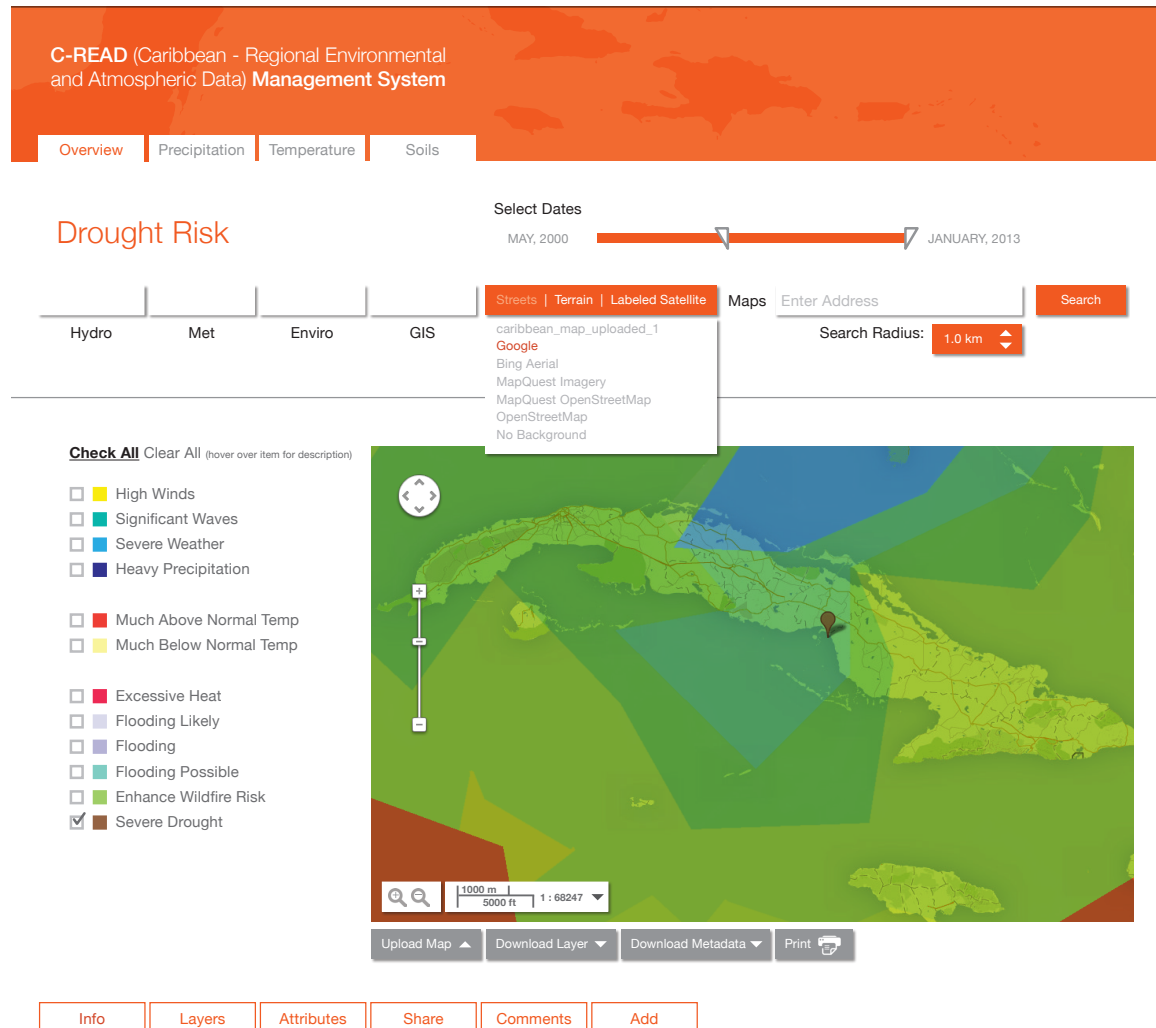 C-READ (Caribbean - Regional Environmental
and Atmospheric Data) Management System
Overview
Precipitation
Temperature
Soils
Drought Risk
Select Dates
MAY, 2000
JANUARY, 2013
Streets | Terrain | Labeled Satellite
Maps
Enter Address
Search
Hydro
Met
Enviro
GIS
caribbean_map_uploaded_1
Google
Bing Aerial
MapQuest Imagery
MapQuest OpenStreetMap
OpenStreetMap
No Background
Search Radius:
1.0 km
Check All Clear All (hover over item for description)
High Winds
Significant Waves
Severe Weather
Heavy Precipitation
Much Above Normal Temp
Much Below Normal Temp
Excessive Heat
Flooding Likely
Flooding
Flooding Possible
Enhance Wildfire Risk
Severe Drought
1000 m
5000 ft
1 : 68247
Upload Map
Download Layer
Download Metadata
Print
Info
Layers
Attributes
Share
Comments
Add